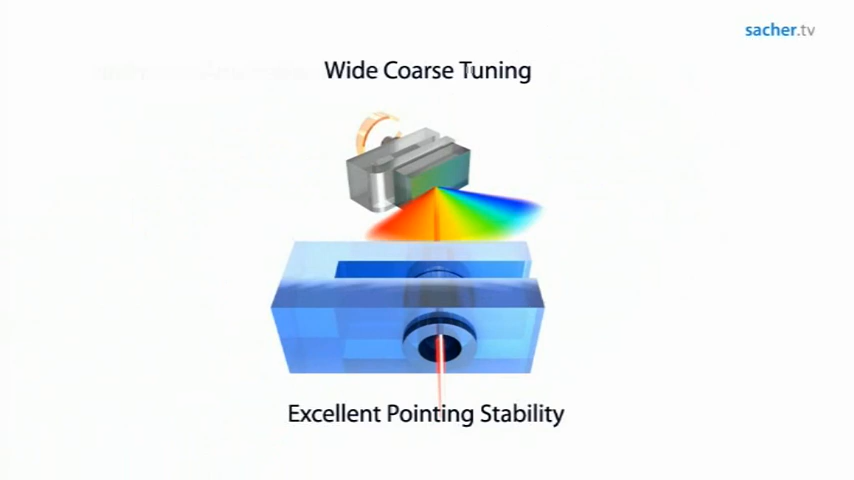 sacher.tv
Wide Coarse Tuning
Excellent Pointing Stability